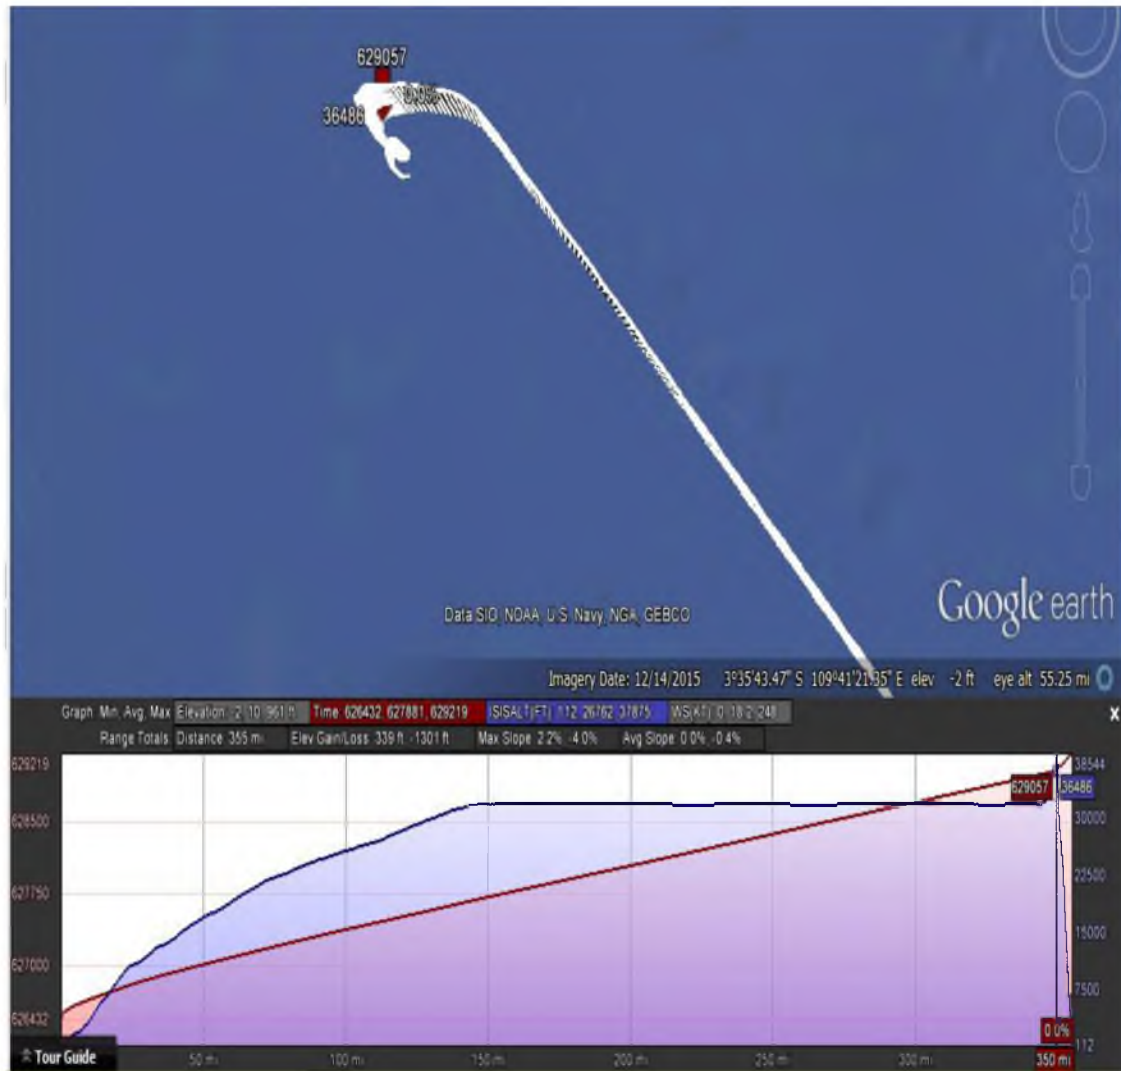 629057
0.0%
36486
Google earth
Data SIO, NOAA, U.S. Navy, NGA, GEBCO
Imagery Date: 12/14/2015 3°35'43.47" S 109°41'21.35" E elev -2 ft eye alt 55.25 mi
Graph: Min, Avg, Max Elevation: -2, 10, 961 ft Time: 626432, 627881, 629219 ISISALT(FT): 112, 26762, 37875 WS(KT): 0, 18.2, 248 x
Range Totals: Distance: 355 mi Elev Gain/Loss: 339 ft, -1301 ft Max Slope: 2.2%, -4.0% Avg Slope: 0.0%, -0.4%
629219 38544
629057 36486
628500 30000
627750 22500
15000
627000
7500
626432 0.0%
112
Tour Guide 50 mi 100 mi 150 mi 200 mi 250 mi 300 mi 350 mi